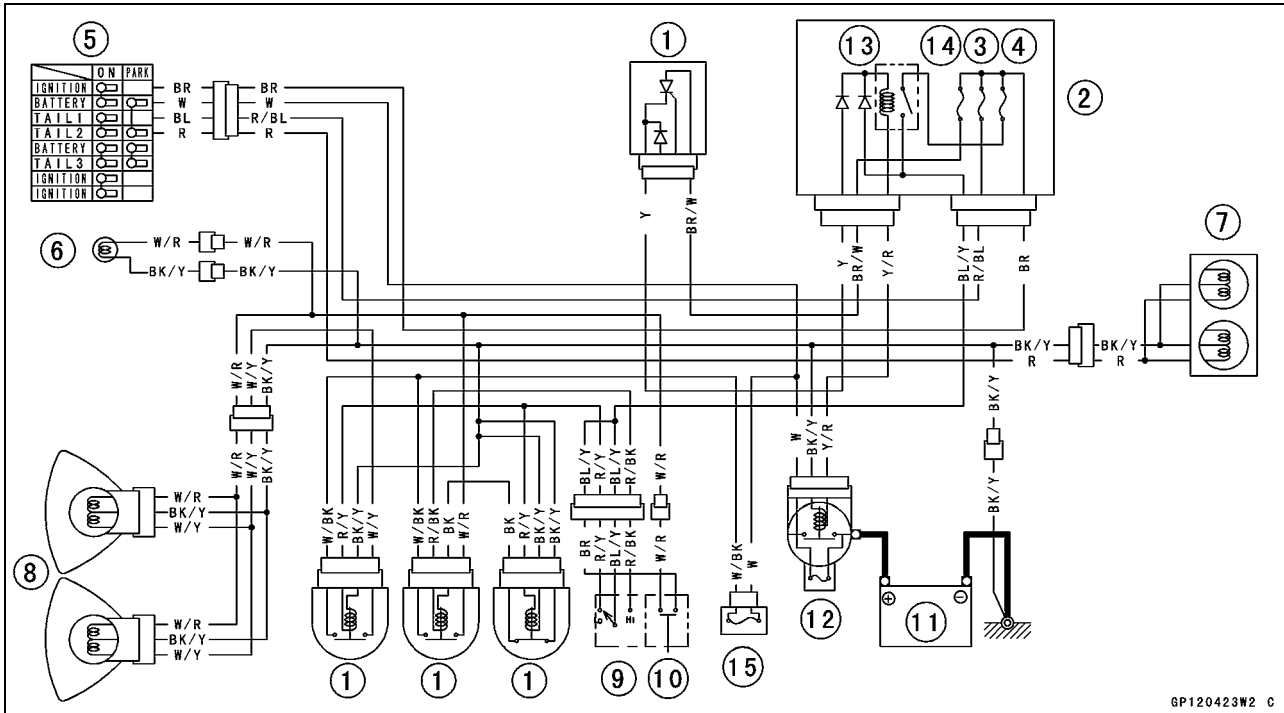 5
ON PARK
IGNITION
BATTERY
TAIL1
TAIL2
BATTERY
TAIL3
IGNITION
IGNITION
BR BR
W W
BL R/BL
R R
1
Y BR/W
13 14 3 4
2
Y BR/W Y/R BL/Y R/BL BR
7
6
W/R W/R
BK/Y BK/Y
BK/Y BK/Y
R R
W/R W/Y BK/Y
W/R W/Y BK/Y
8
W/R
BK/Y
W/Y
W/R
BK/Y
W/Y
W/BK R/Y BK/Y W/Y
W/BK R/BK BK W/R
BK R/Y BK/Y BK/Y
1 1 1
BL/Y R/Y BL/Y R/BK W/R
BR R/Y BL/Y R/BK W/R
Hi
9 10
W/BK W
15
W BK/Y Y/R
12
11
BK/Y
BK/Y
GP120423W2 C